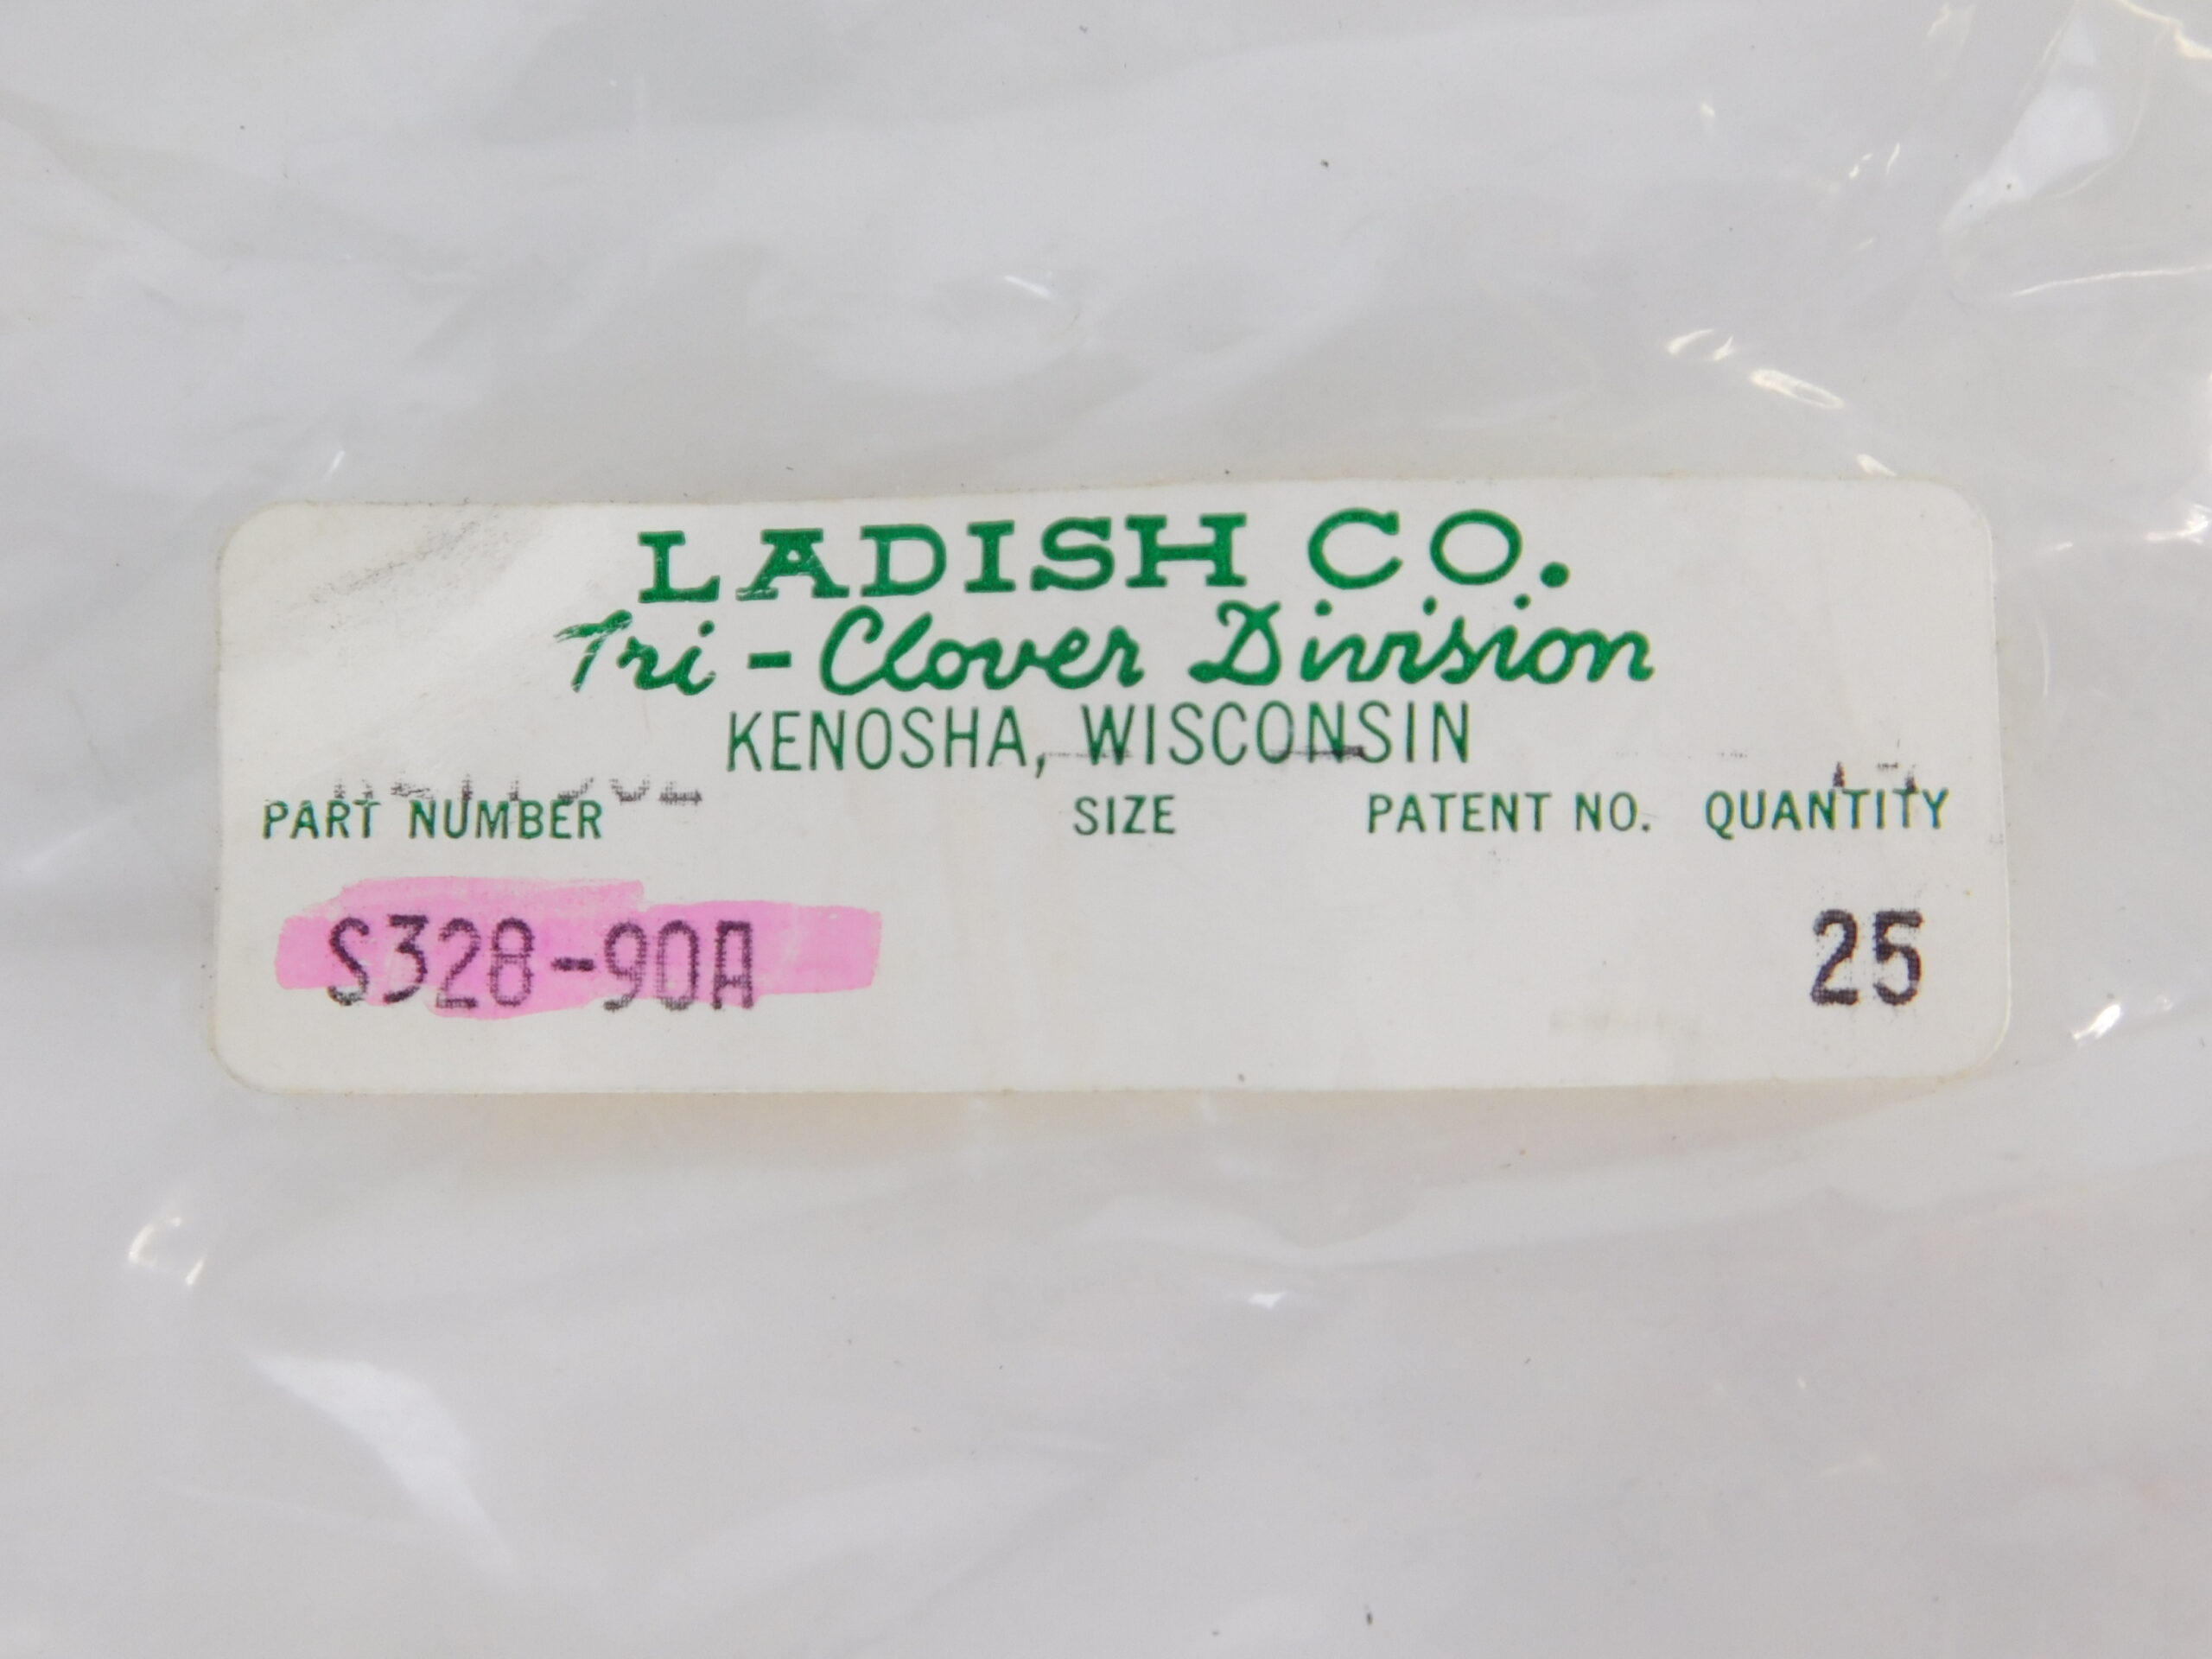 LADISH CO.
Tri-Clover Division
KENOSHA, WISCONSIN
PART NUMBER SIZE PATENT NO. QUANTITY
S328-90A 25